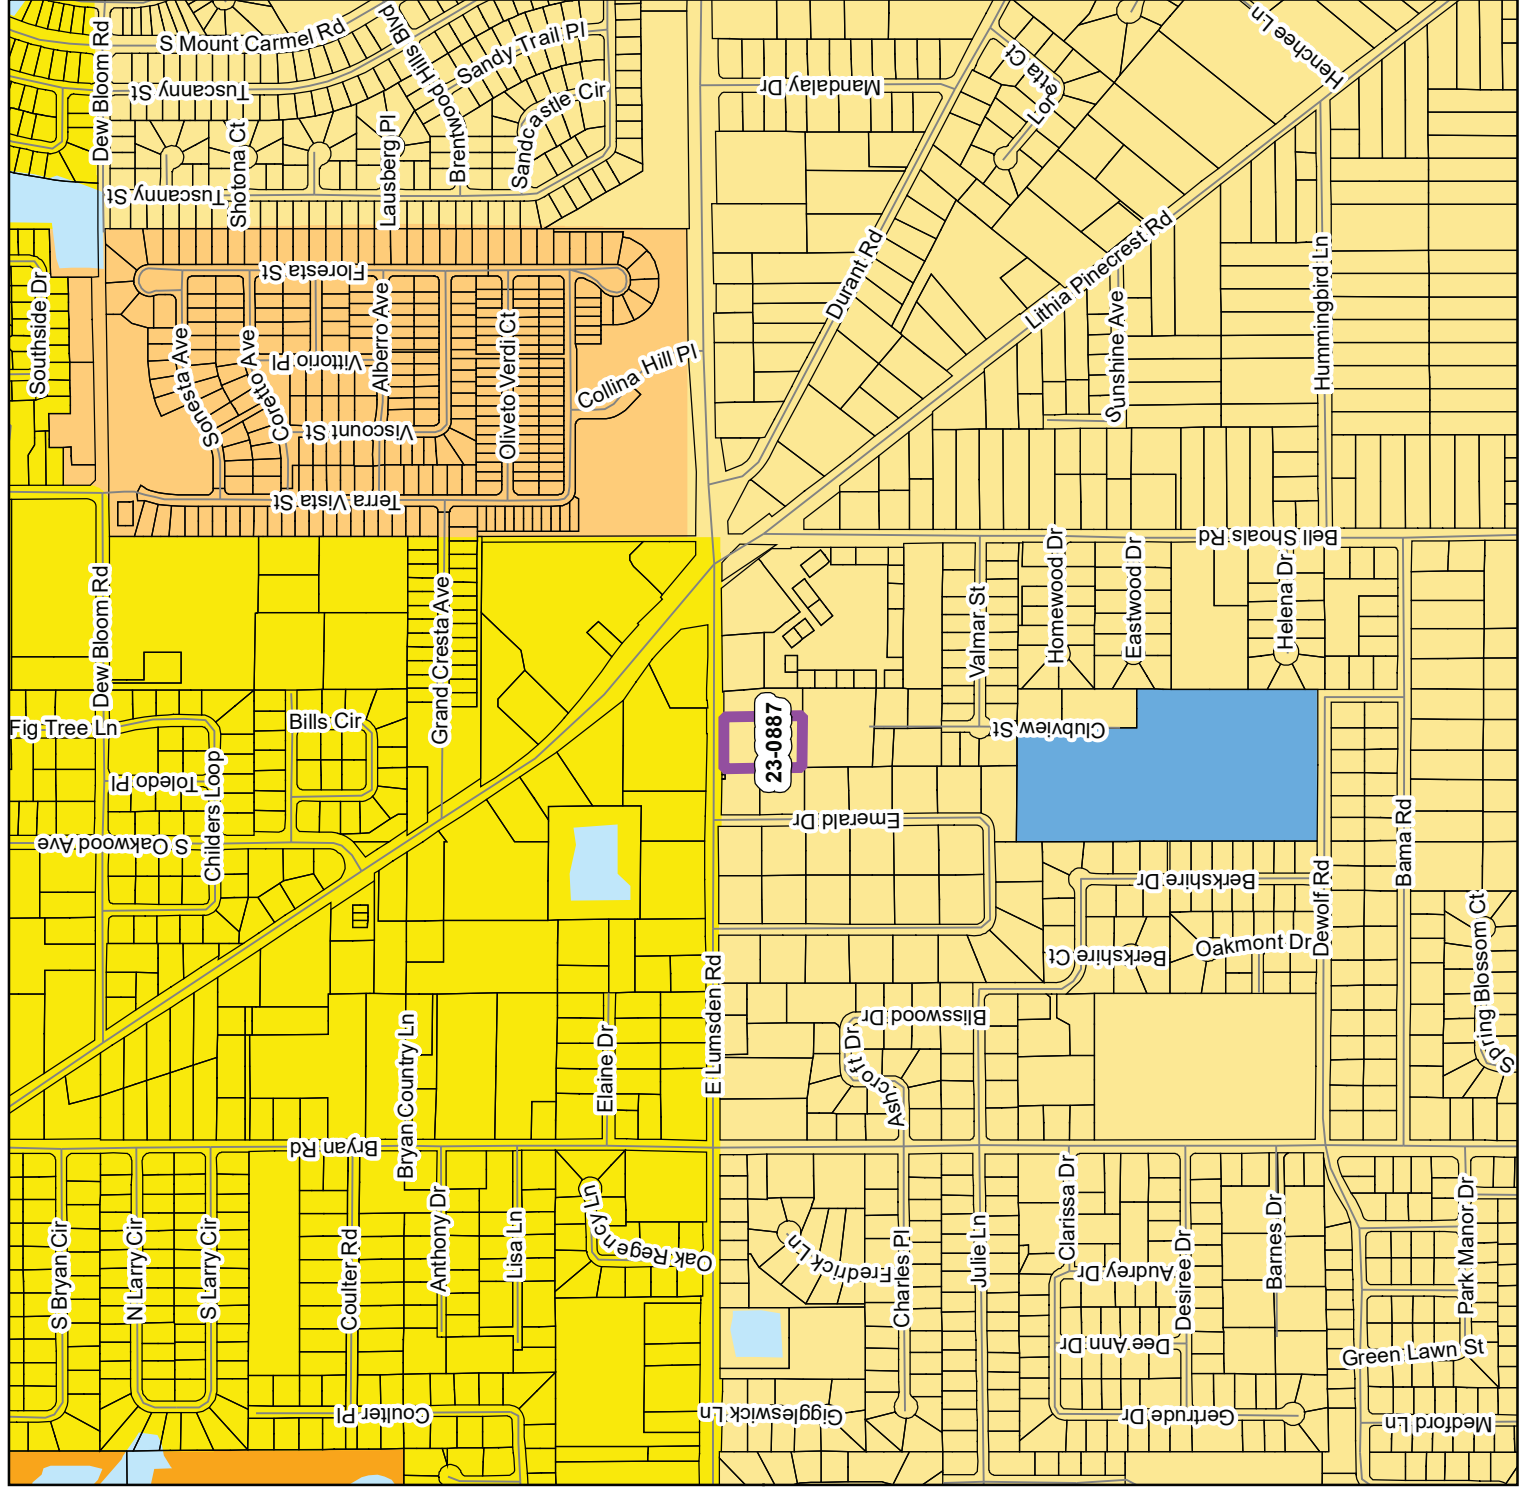 S Mount Carmel Rd
Dew Bloom Rd
Tuscanny St
Brentwood Hills Blvd
Sandy Trail Pl
Sandcastle Cir
Shotona Ct
Lausberg Pl
Tuscanny St
Mandalay Dr
Loretta Ct
Henchee Ln
Durant Rd
Lithia Pinecrest Rd
Sunshine Ave
Hummingbird Ln
Southside Dr
Floresta St
Sonesta Ave
Coretto Ave
Vittorio Pl
Alberro Ave
Viscount St
Oliveto Verdi Ct
Collina Hill Pl
Terra Vista St
Bell Shoals Rd
Dew Bloom Rd
Grand Cresta Ave
Valmar St
Homewood Dr
Eastwood Dr
Helena Dr
Fig Tree Ln
Bills Cir
Toledo Pl
Childers Loop
S Oakwood Ave
23-0887
Clubview St
Emerald Dr
Bama Rd
Berkshire Dr
Dewolf Rd
Berkshire Ct
Oakmont Dr
Spring Blossom Ct
S
E Lumsden Rd
Blisswood Dr
Ashcroft Dr
Elaine Dr
Bryan Country Ln
Bryan Rd
S Bryan Cir
N Larry Cir
S Larry Cir
Coulter Rd
Anthony Dr
Lisa Ln
Oak Regency Ln
Fredrick Ln
Charles Pl
Julie Ln
Clarissa Dr
Audrey Dr
Desiree Dr
Barnes Dr
Park Manor Dr
Dee Ann Dr
Green Lawn St
Coulter Pl
Giggleswick Ln
Gertrude Dr
Medford Ln